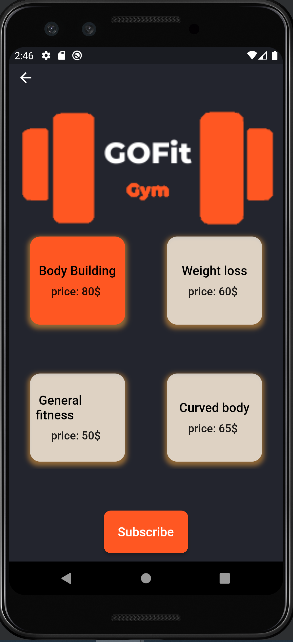 2:46
GOFit
Gym
Body Building
price: 80$
Weight loss
price: 60$
General
fitness
price: 50$
Curved body
price: 65$
Subscribe